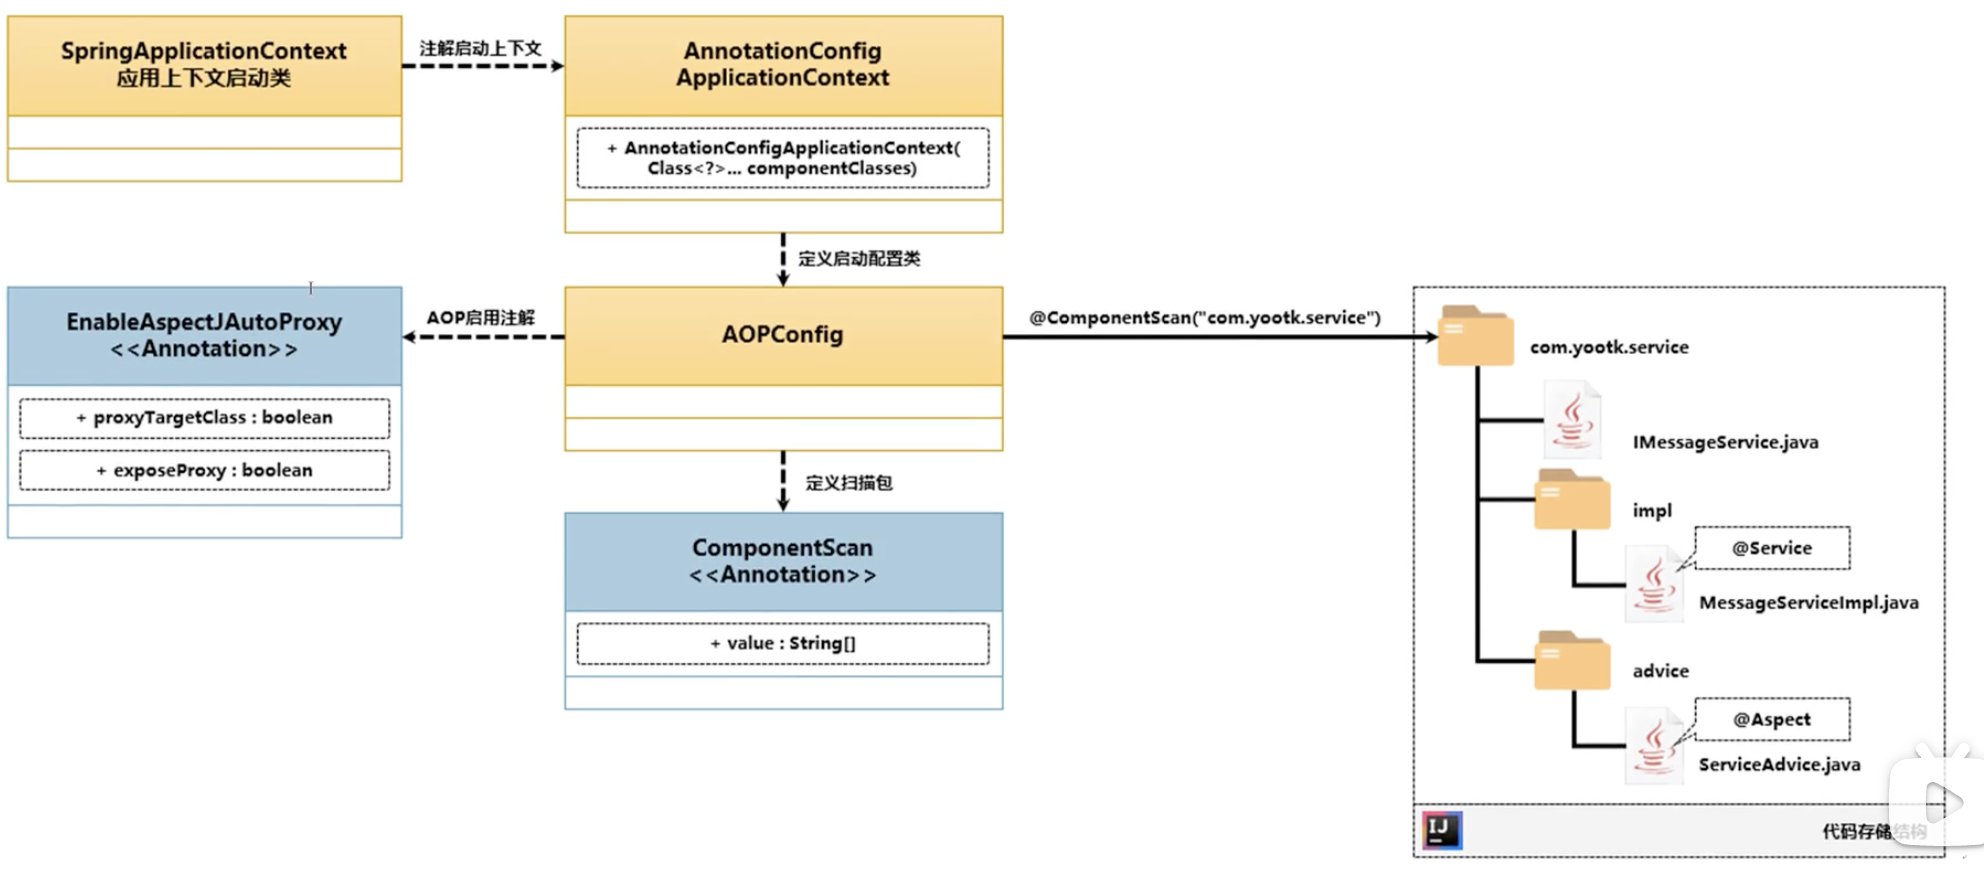 SpringApplicationContext
应用上下文启动类
注解启动上下文
AnnotationConfig
ApplicationContext
+ AnnotationConfigApplicationContext(
Class<?>... componentClasses)
定义启动配置类
EnableAspectJAutoProxy
<<Annotation>>
+ proxyTargetClass : boolean
+ exposeProxy : boolean
AOP启用注解
AOPConfig
@ComponentScan("com.yootk.service")
定义扫描包
ComponentScan
<<Annotation>>
+ value : String[]
com.yootk.service
IMessageService.java
impl
@Service
MessageServiceImpl.java
advice
@Aspect
ServiceAdvice.java
IJ
代码存储结构